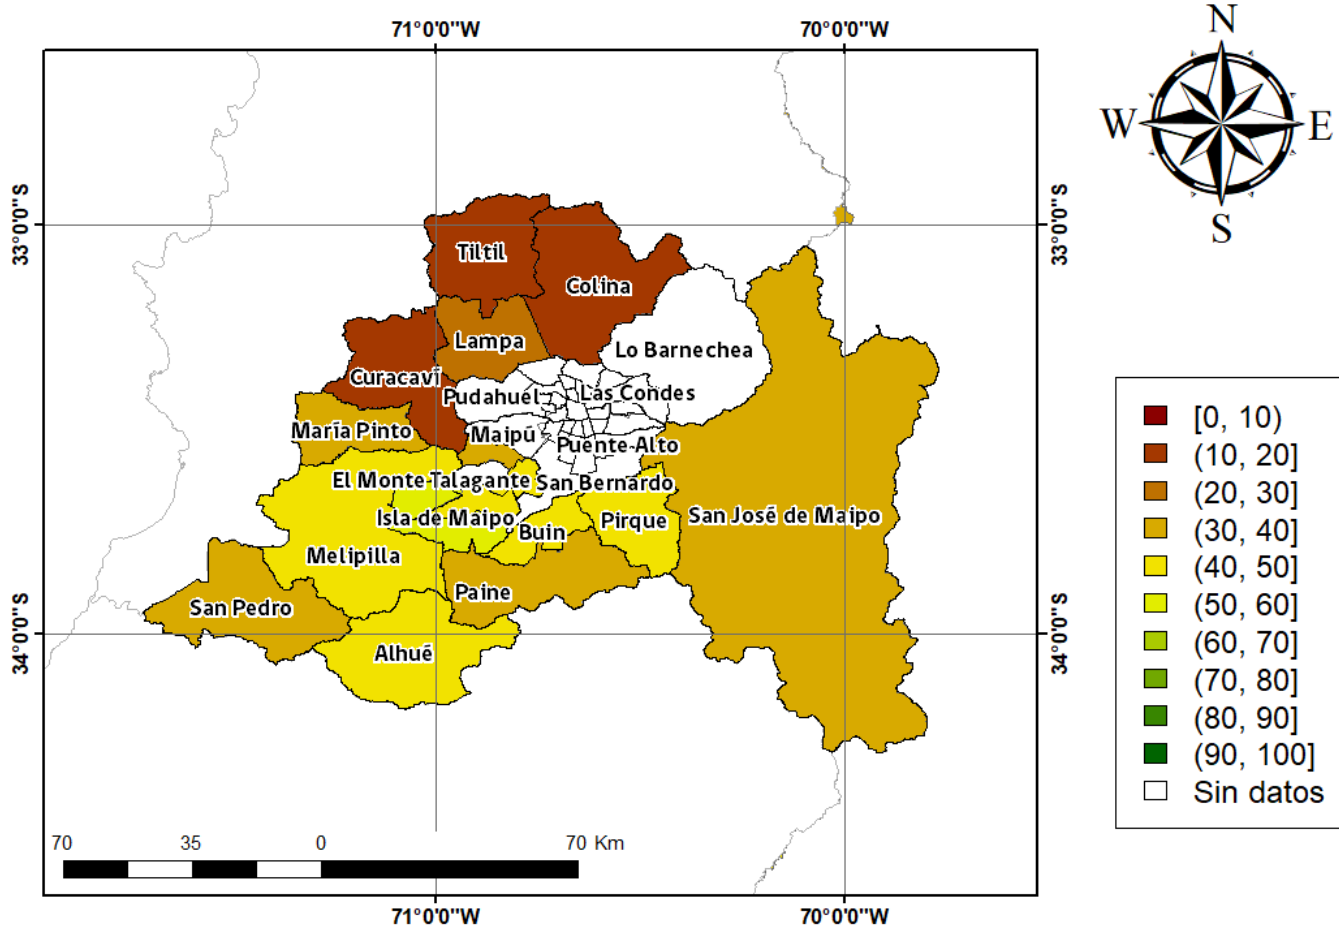 71°0'0"W
70°0'0"W
N
W
E
S
33°0'0"S
33°0'0"S
Tiltil
Colina
Lampa
Lo Barnechea
Curacaví
Pudahuel
Las Condes
María Pinto
Maipú
Puente Alto
El Monte
Talagante
San Bernardo
Isla de Maipo
Pirque
San José de Maipo
Buin
Melipilla
Paine
San Pedro
Alhué
34°0'0"S
34°0'0"S
[0, 10)
(10, 20]
(20, 30]
(30, 40]
(40, 50]
(50, 60]
(60, 70]
(70, 80]
(80, 90]
(90, 100]
Sin datos
70 35 0 70 Km
71°0'0"W
70°0'0"W